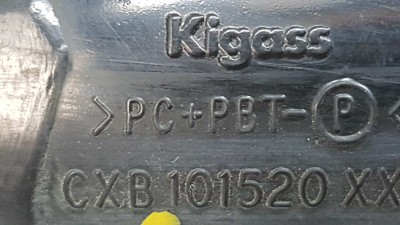 Kigass
>PC+PBT-Ⓟ<
CXB 101520 XX